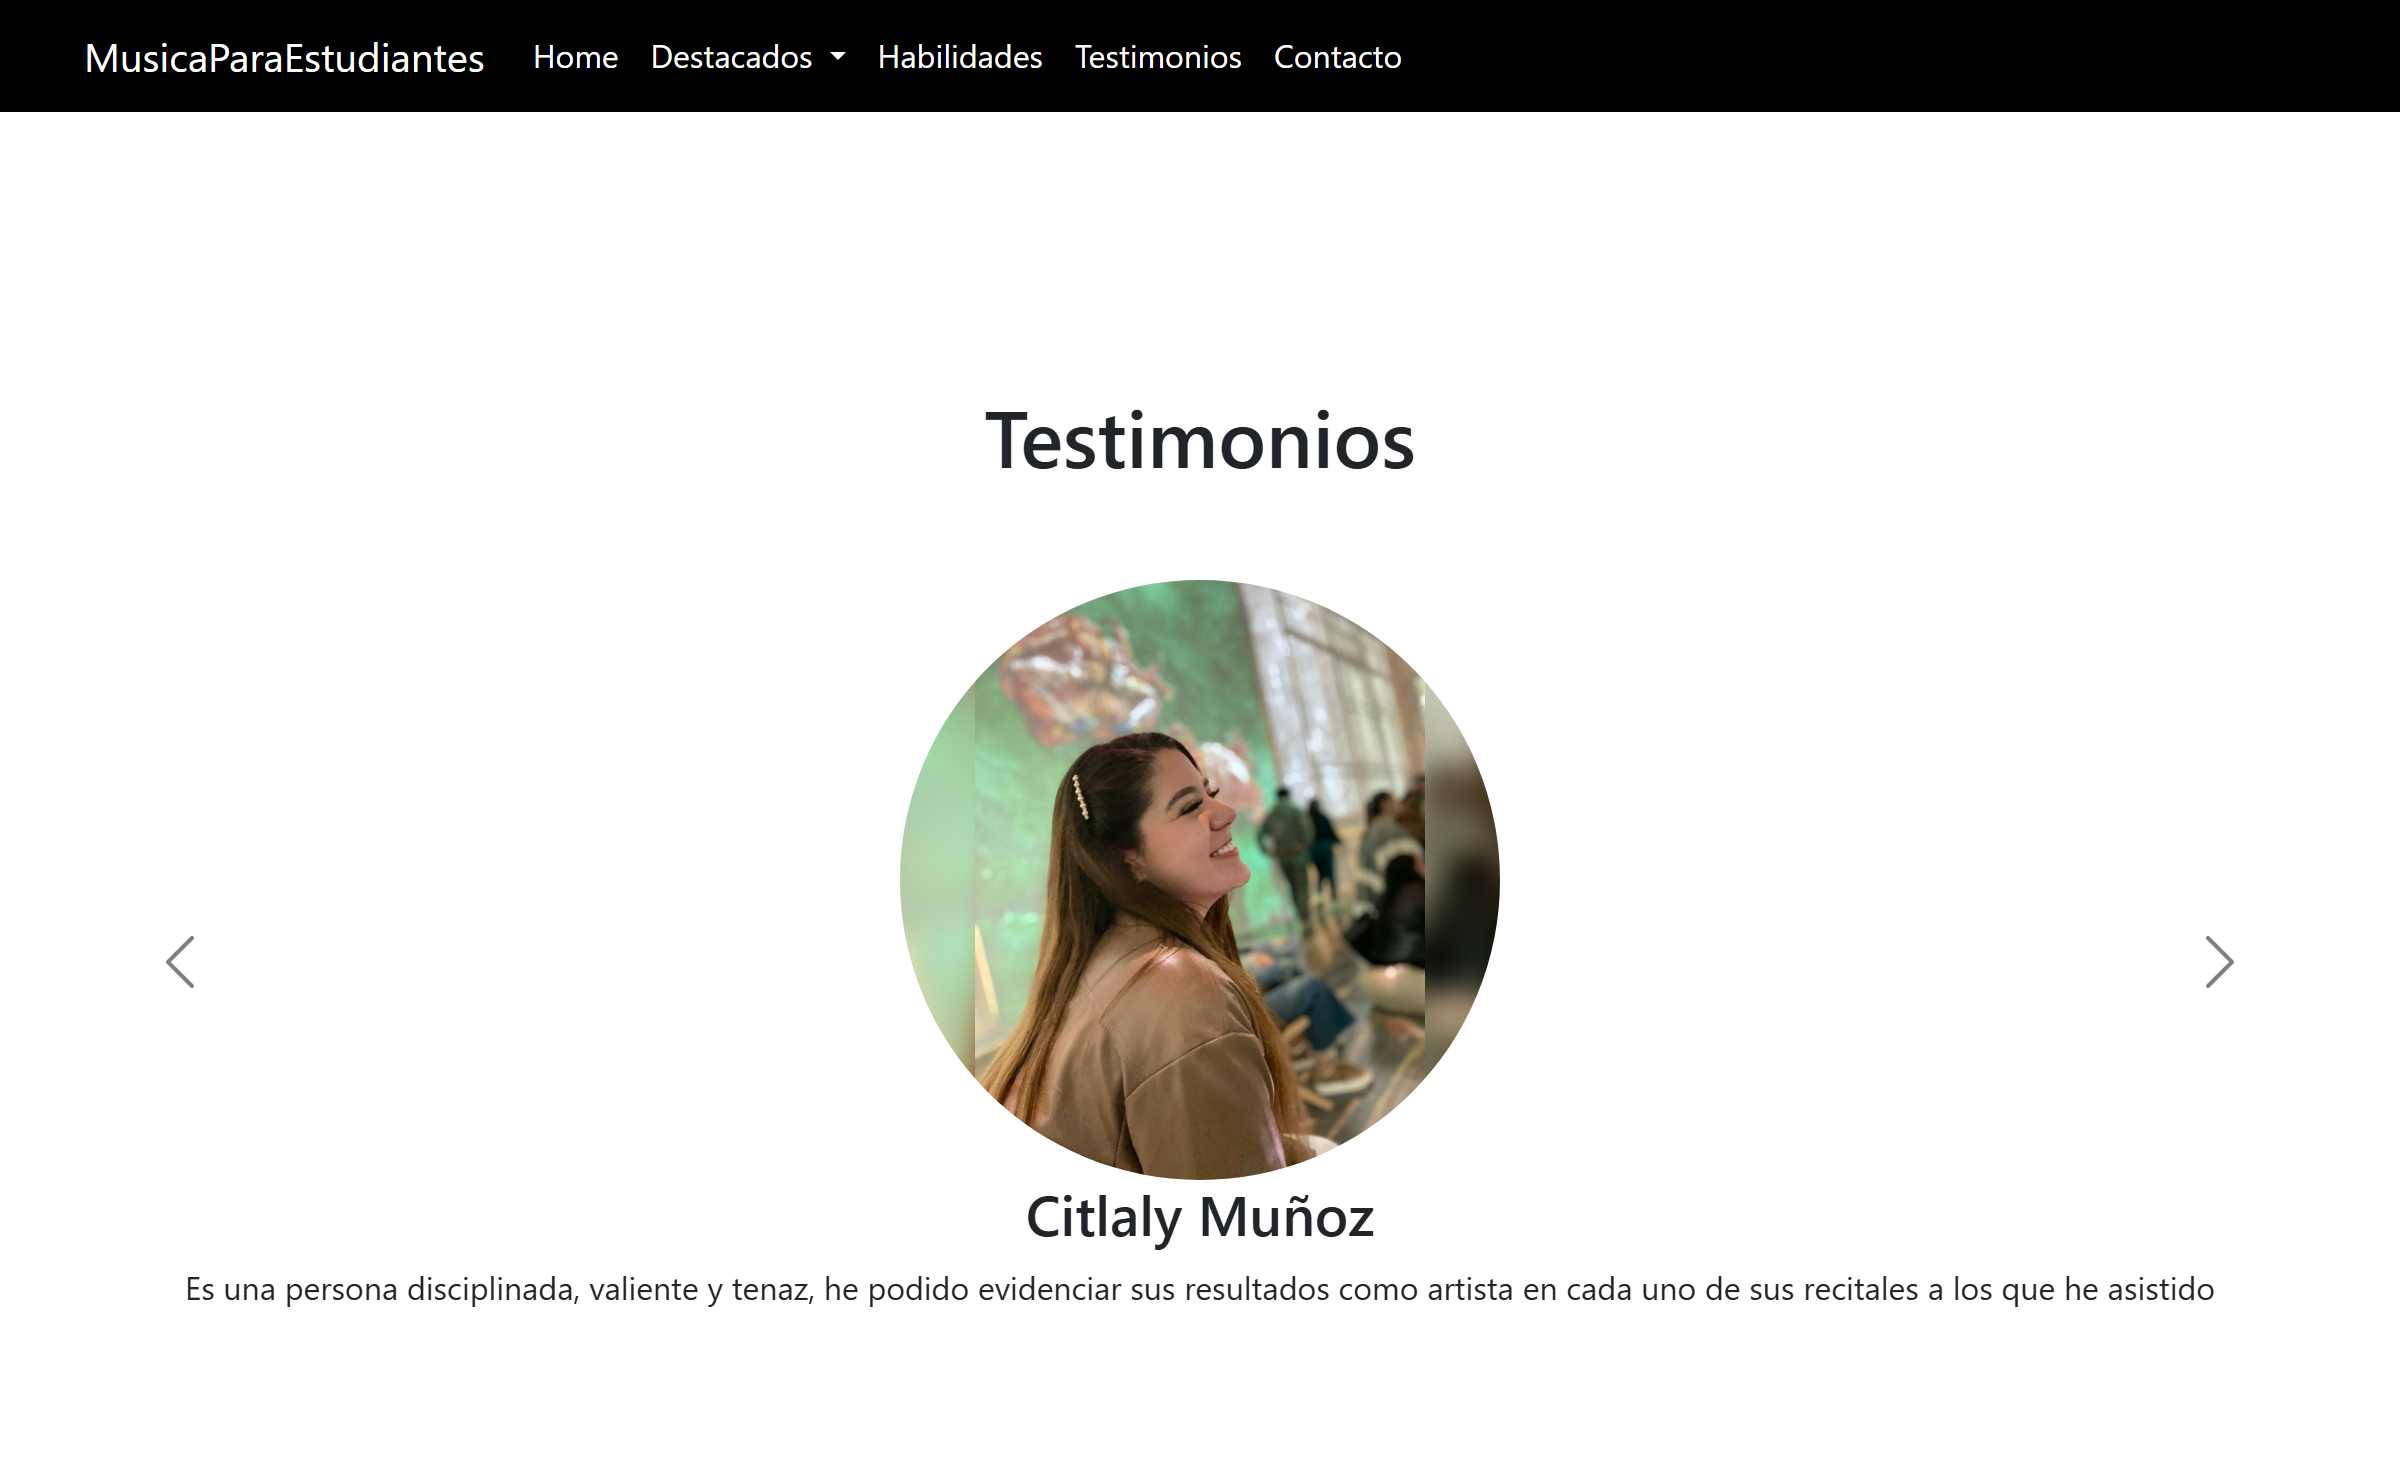 MusicaParaEstudiantes Home Destacados Habilidades Testimonios Contacto
Testimonios
Citlaly Muñoz
Es una persona disciplinada, valiente y tenaz, he podido evidenciar sus resultados como artista en cada uno de sus recitales a los que he asistido